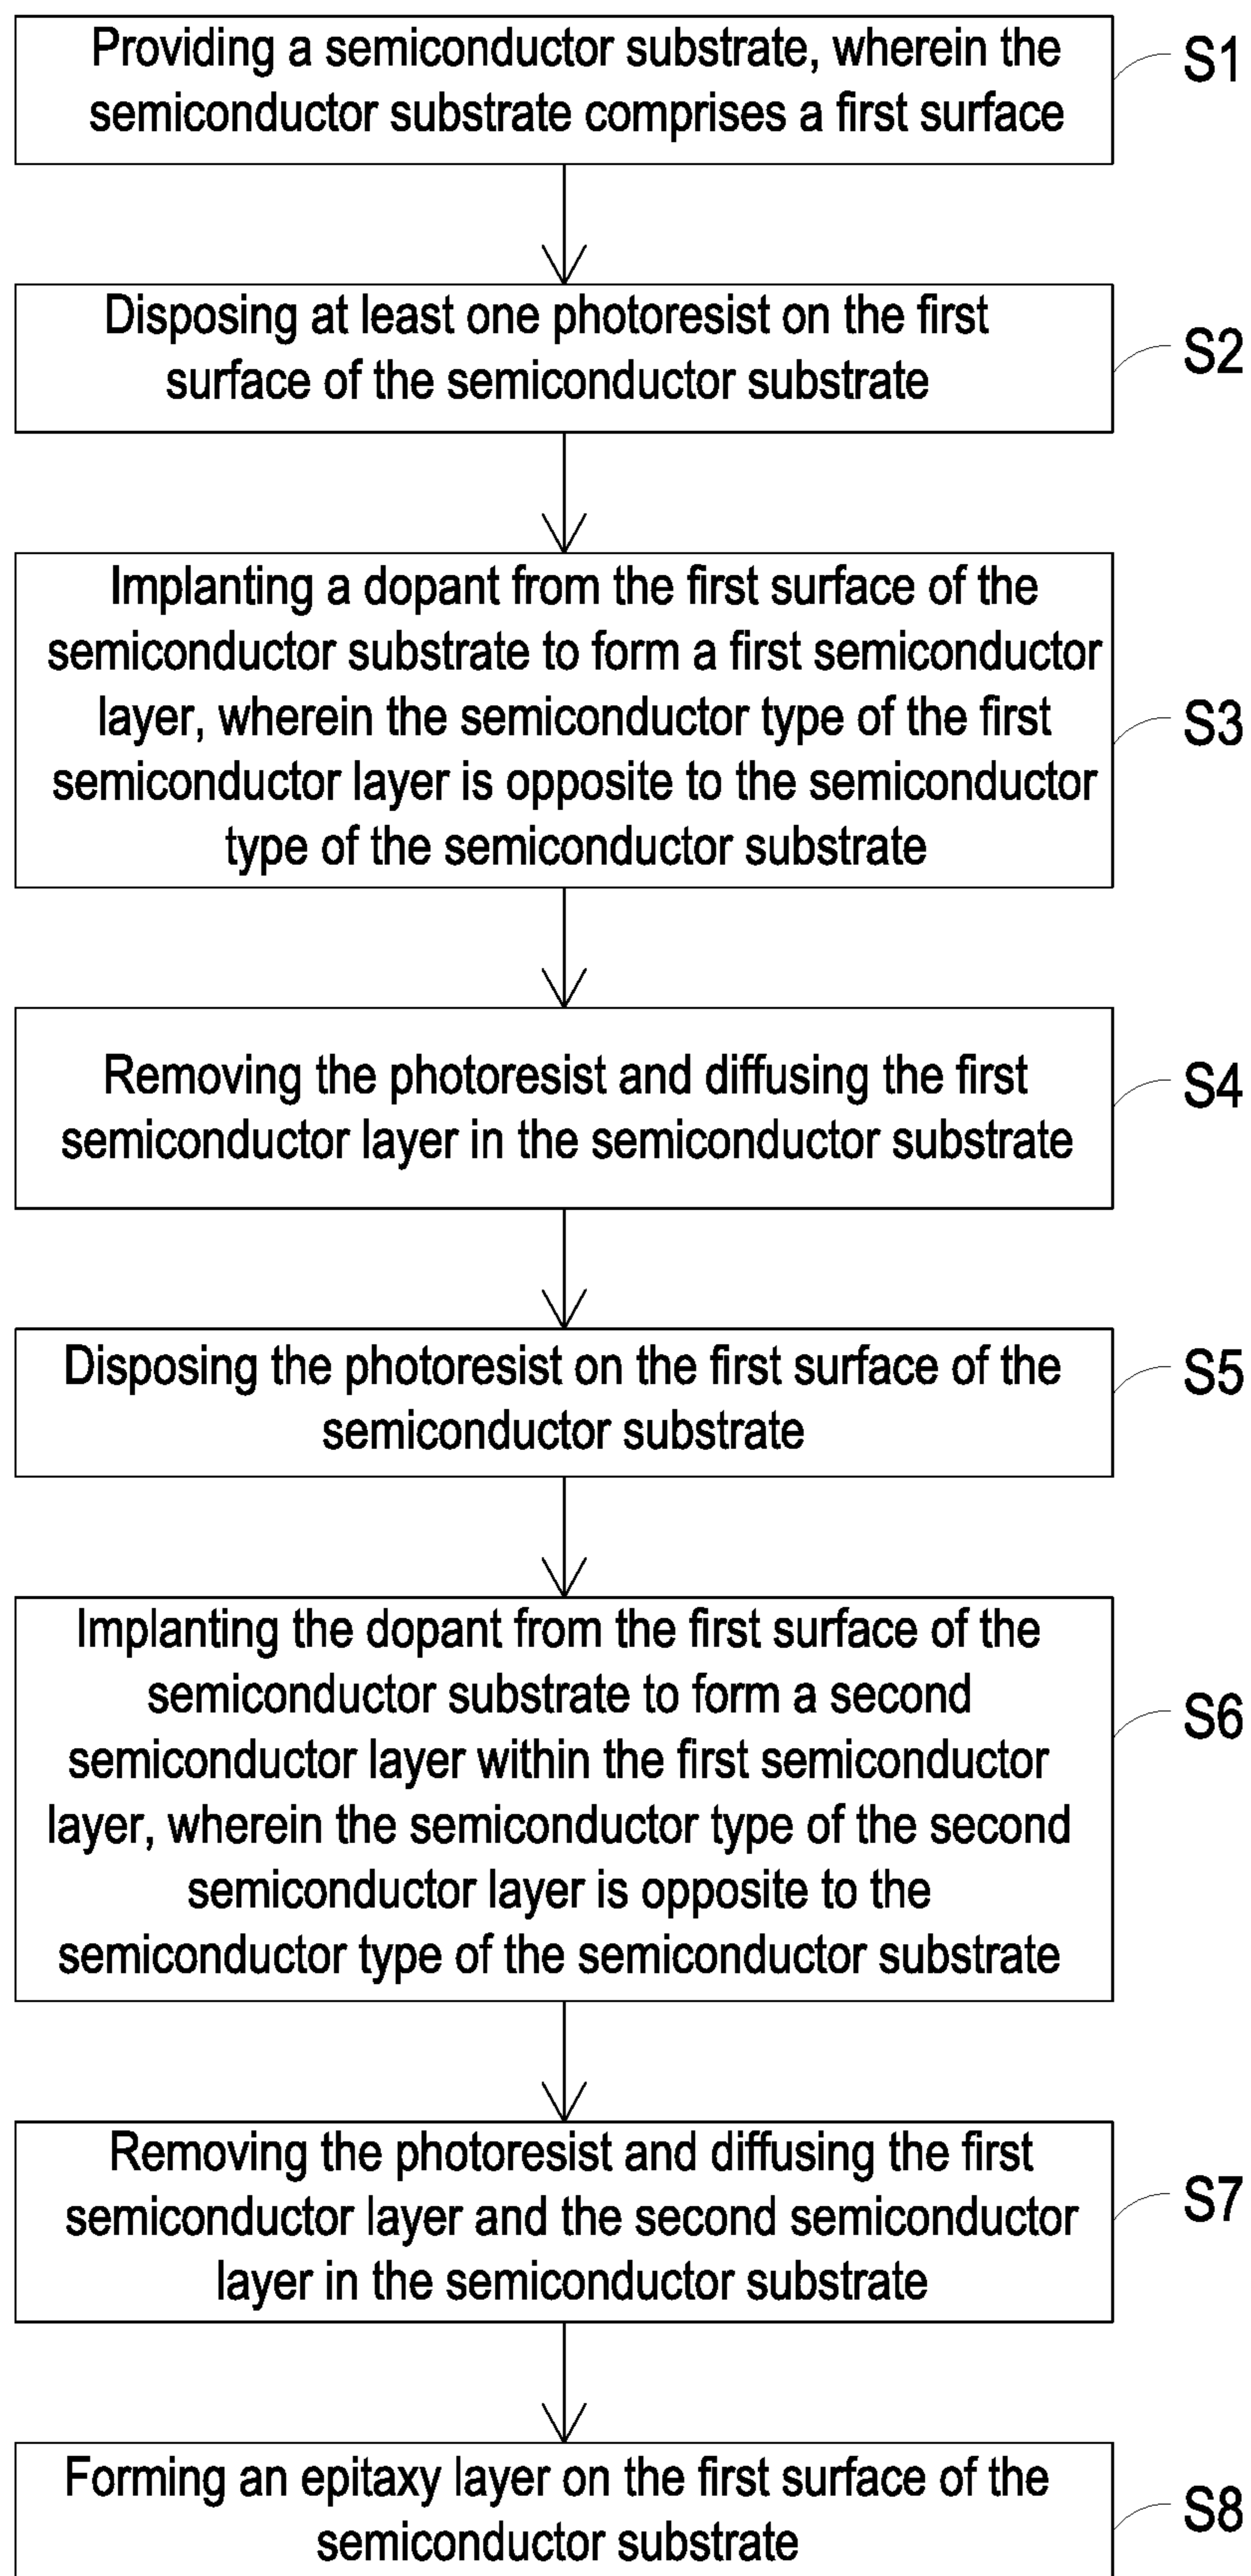 Providing a semiconductor substrate, wherein the
semiconductor substrate comprises a first surface
S1
Disposing at least one photoresist on the first
surface of the semiconductor substrate
S2
Implanting a dopant from the first surface of the
semiconductor substrate to form a first semiconductor
layer, wherein the semiconductor type of the first
semiconductor layer is opposite to the semiconductor
type of the semiconductor substrate
S3
Removing the photoresist and diffusing the first
semiconductor layer in the semiconductor substrate
S4
Disposing the photoresist on the first surface of the
semiconductor substrate
S5
Implanting the dopant from the first surface of the
semiconductor substrate to form a second
semiconductor layer within the first semiconductor
layer, wherein the semiconductor type of the second
semiconductor layer is opposite to the
semiconductor type of the semiconductor substrate
S6
Removing the photoresist and diffusing the first
semiconductor layer and the second semiconductor
layer in the semiconductor substrate
S7
Forming an epitaxy layer on the first surface of the
semiconductor substrate
S8